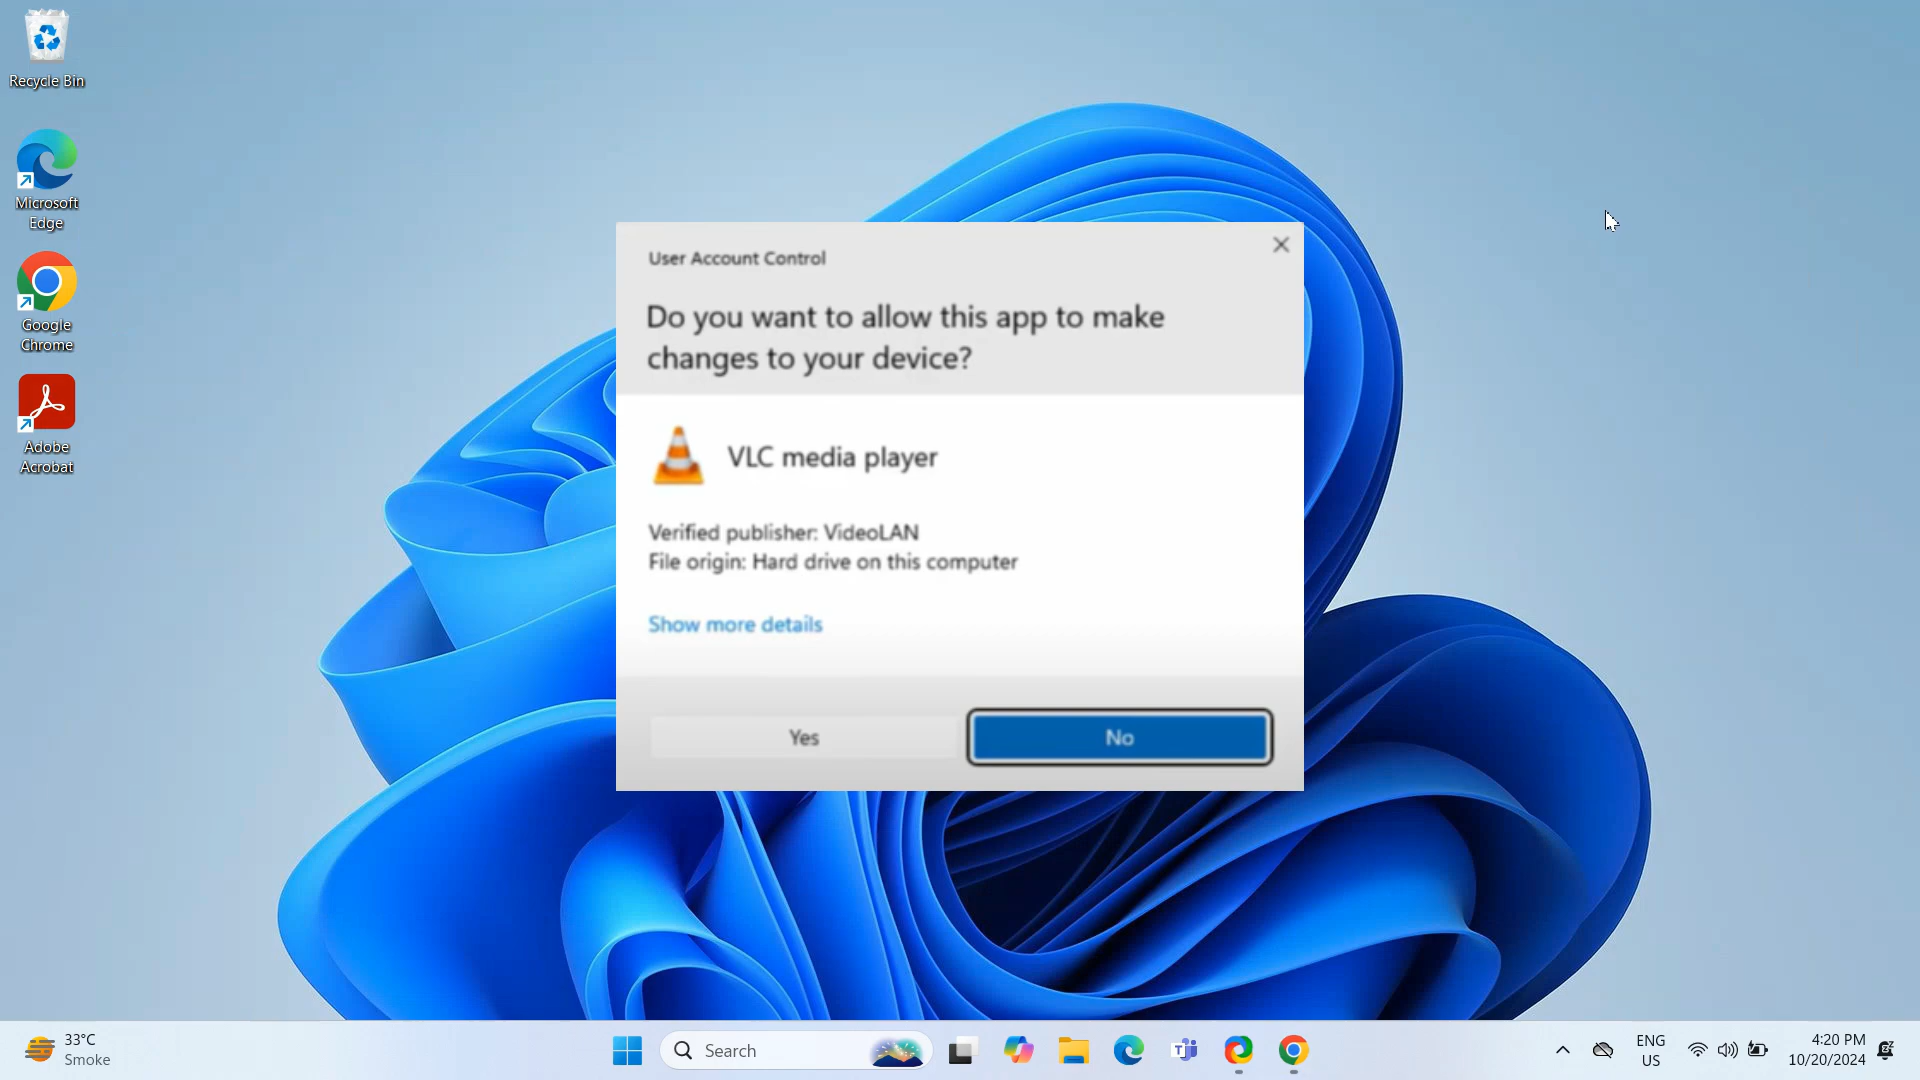 Recycle Bin
Microsoft
Edge
Google
Chrome
Adobe
Acrobat
User Account Control
Do you want to allow this app to make
changes to your device?
VLC media player
Verified publisher: VideoLAN
File origin: Hard drive on this computer
Show more details
Yes
No
33°C
Smoke
Search
ENG
US
4:20 PM
10/20/2024